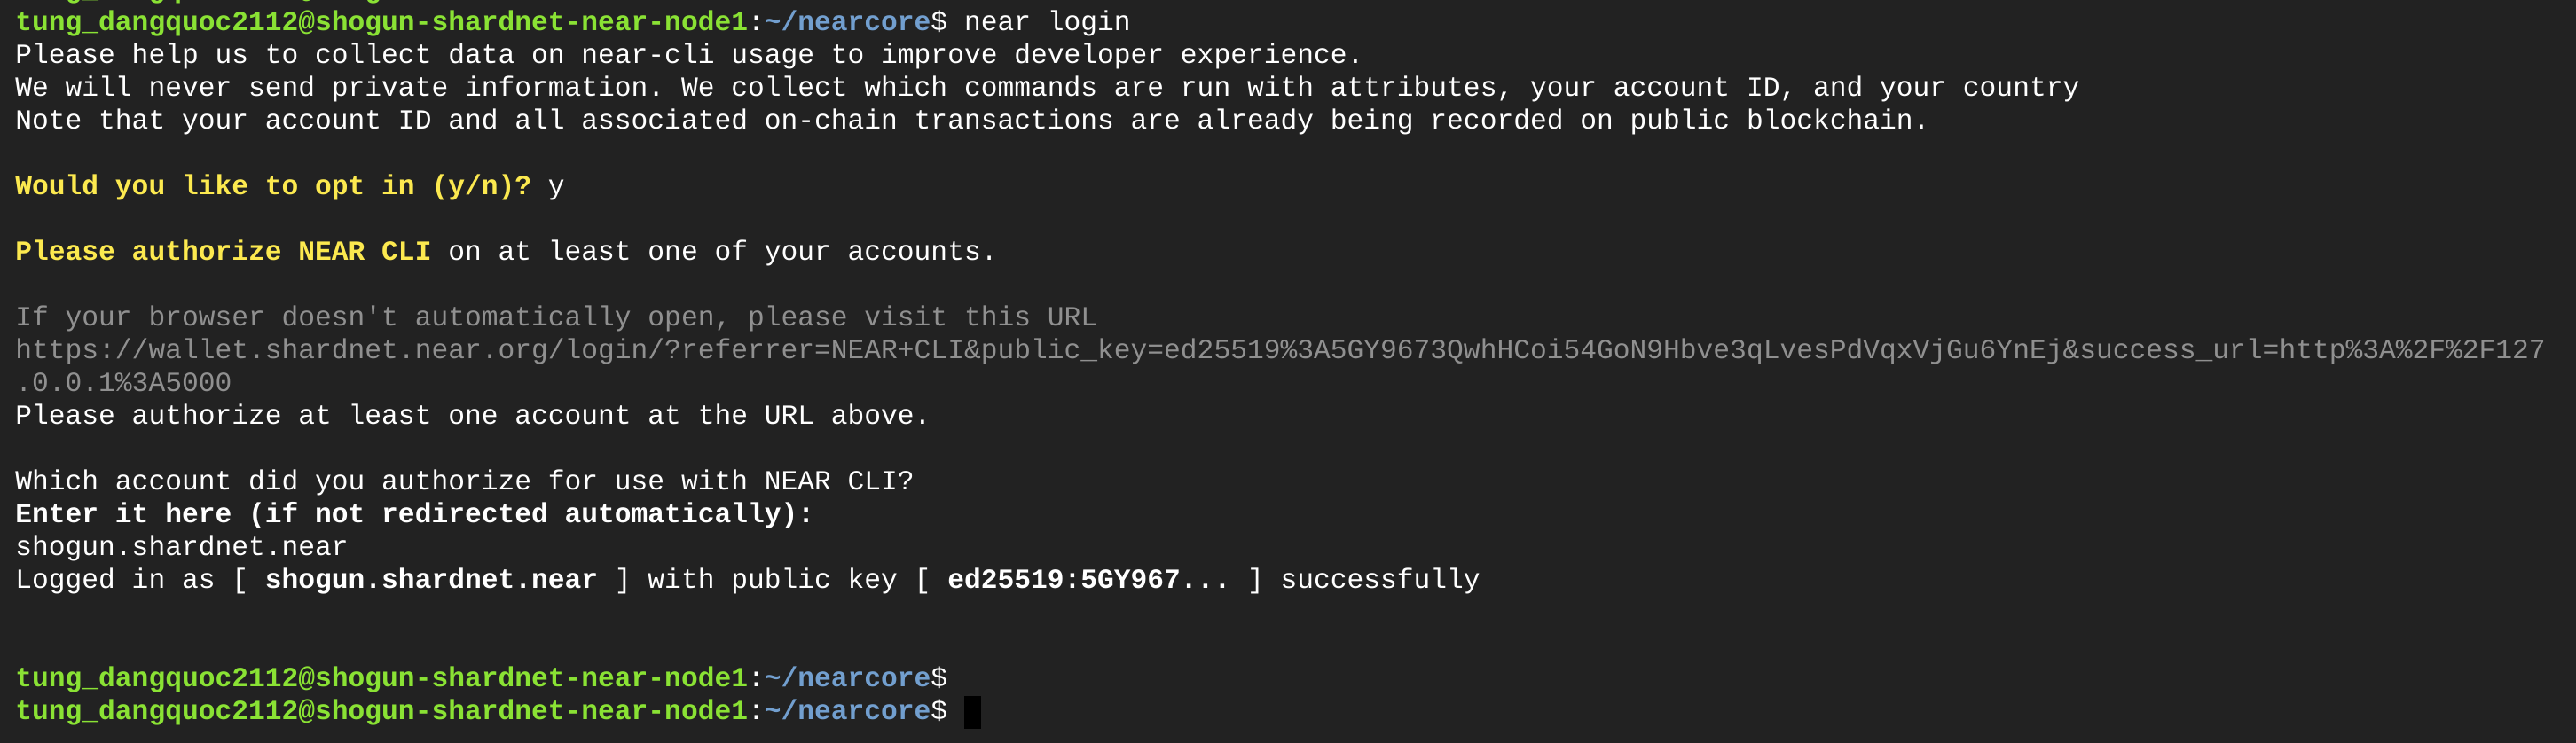 tung_dangquoc2112@shogun-shardnet-near-node1:~/nearcore$ near login
Please help us to collect data on near-cli usage to improve developer experience.
We will never send private information. We collect which commands are run with attributes, your account ID, and your country
Note that your account ID and all associated on-chain transactions are already being recorded on public blockchain.
Would you like to opt in (y/n)? y
Please authorize NEAR CLI on at least one of your accounts.
If your browser doesn't automatically open, please visit this URL
https://wallet.shardnet.near.org/login/?referrer=NEAR+CLI&public_key=ed25519%3A5GY9673QwhHCoi54GoN9Hbve3qLvesPdVqxVjGu6YnEj&success_url=http%3A%2F%2F127
.0.0.1%3A5000
Please authorize at least one account at the URL above.
Which account did you authorize for use with NEAR CLI?
Enter it here (if not redirected automatically):
shogun.shardnet.near
Logged in as [ shogun.shardnet.near ] with public key [ ed25519:5GY967... ] successfully
tung_dangquoc2112@shogun-shardnet-near-node1:~/nearcore$
tung_dangquoc2112@shogun-shardnet-near-node1:~/nearcore$